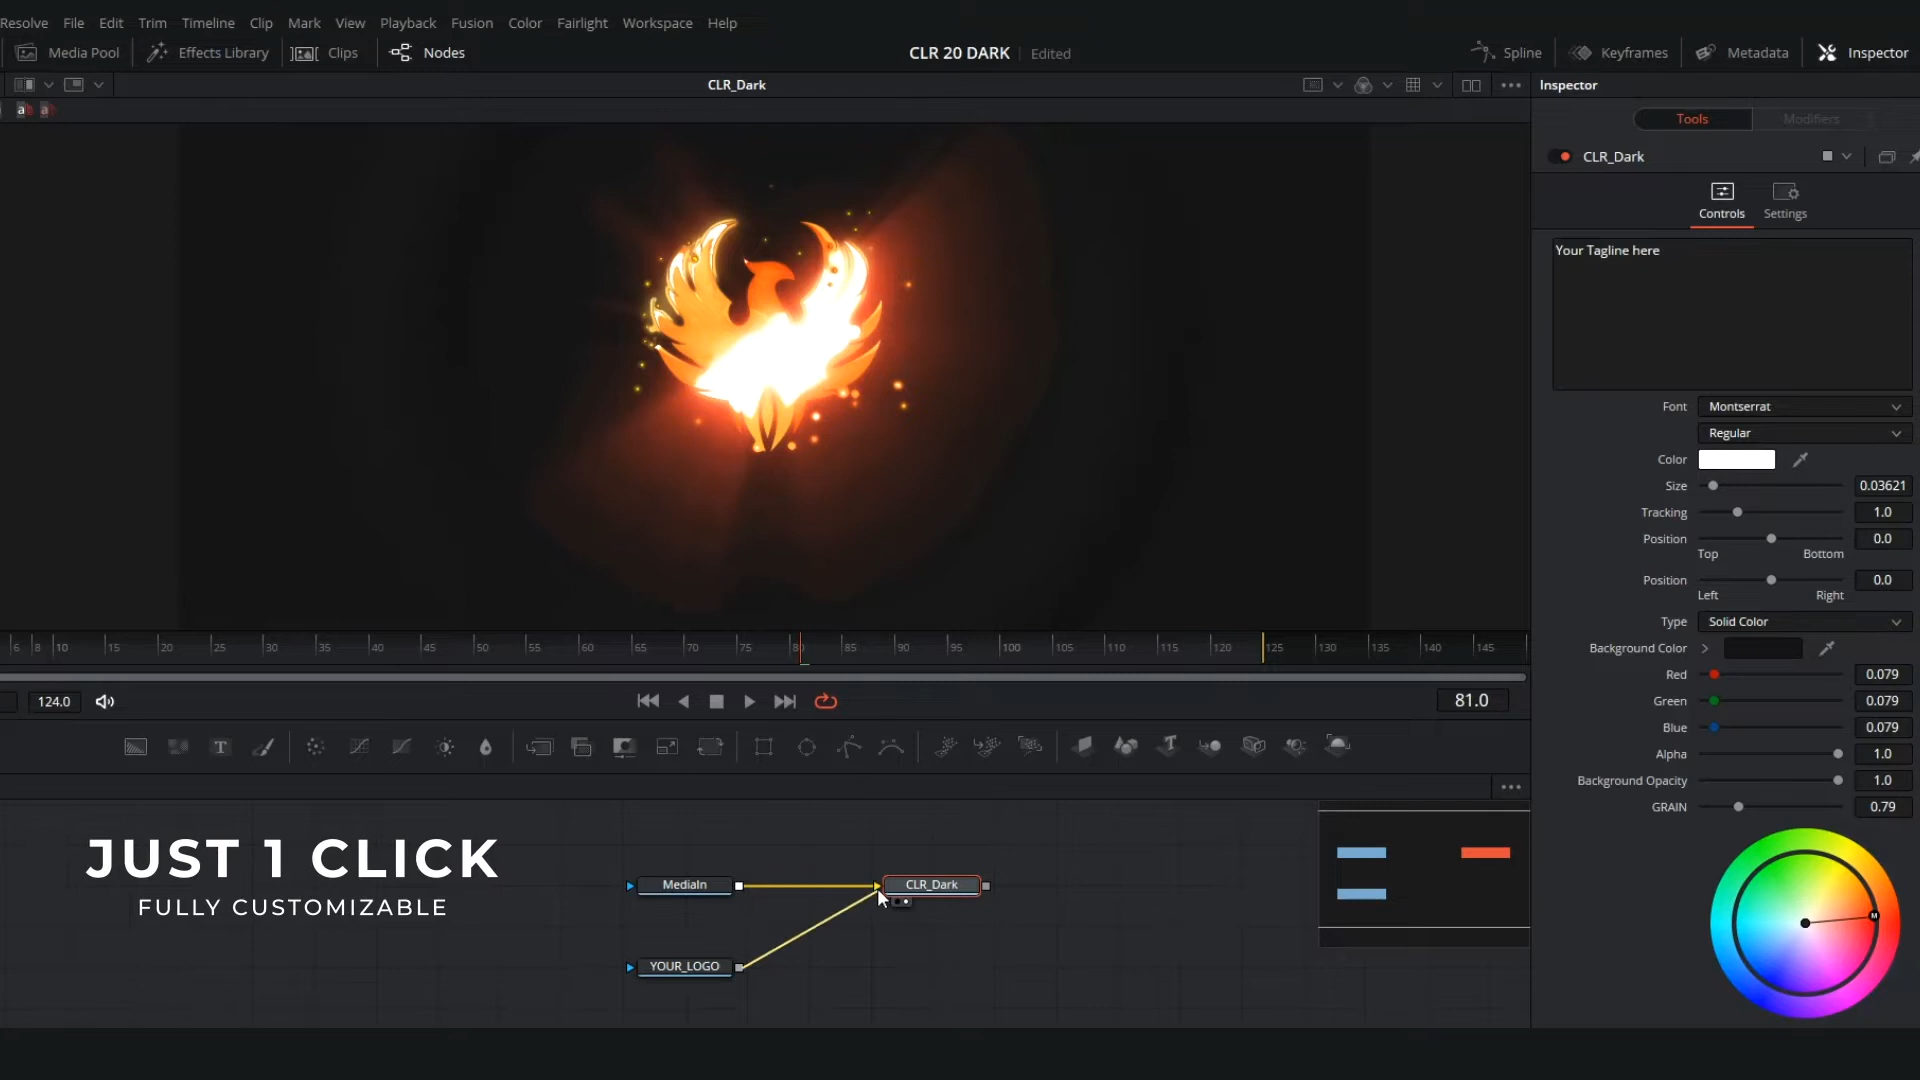 Resolve File Edit Trim Timeline Clip Mark View Playback Fusion Color Fairlight Workspace Help
Media Pool Effects Library Clips Nodes CLR 20 DARK Edited Spline Keyframes Metadata Inspector
CLR_Dark
Inspector
Tools Modifiers
CLR_Dark
Controls Settings
Your Tagline here
Font Montserrat
Regular
Color
Size 0.03621
Tracking 1.0
Position 0.0
Top Bottom
Position 0.0
Left Right
Type Solid Color
Background Color
Red 0.079
Green 0.079
Blue 0.079
Alpha 1.0
Background Opacity 1.0
GRAIN 0.79
6 8 10 15 20 25 30 35 40 45 50 55 60 65 70 75 80 85 90 95 100 105 110 115 120 125 130 135 140 145
124.0 81.0
JUST 1 CLICK
FULLY CUSTOMIZABLE
MediaIn
CLR_Dark
YOUR_LOGO